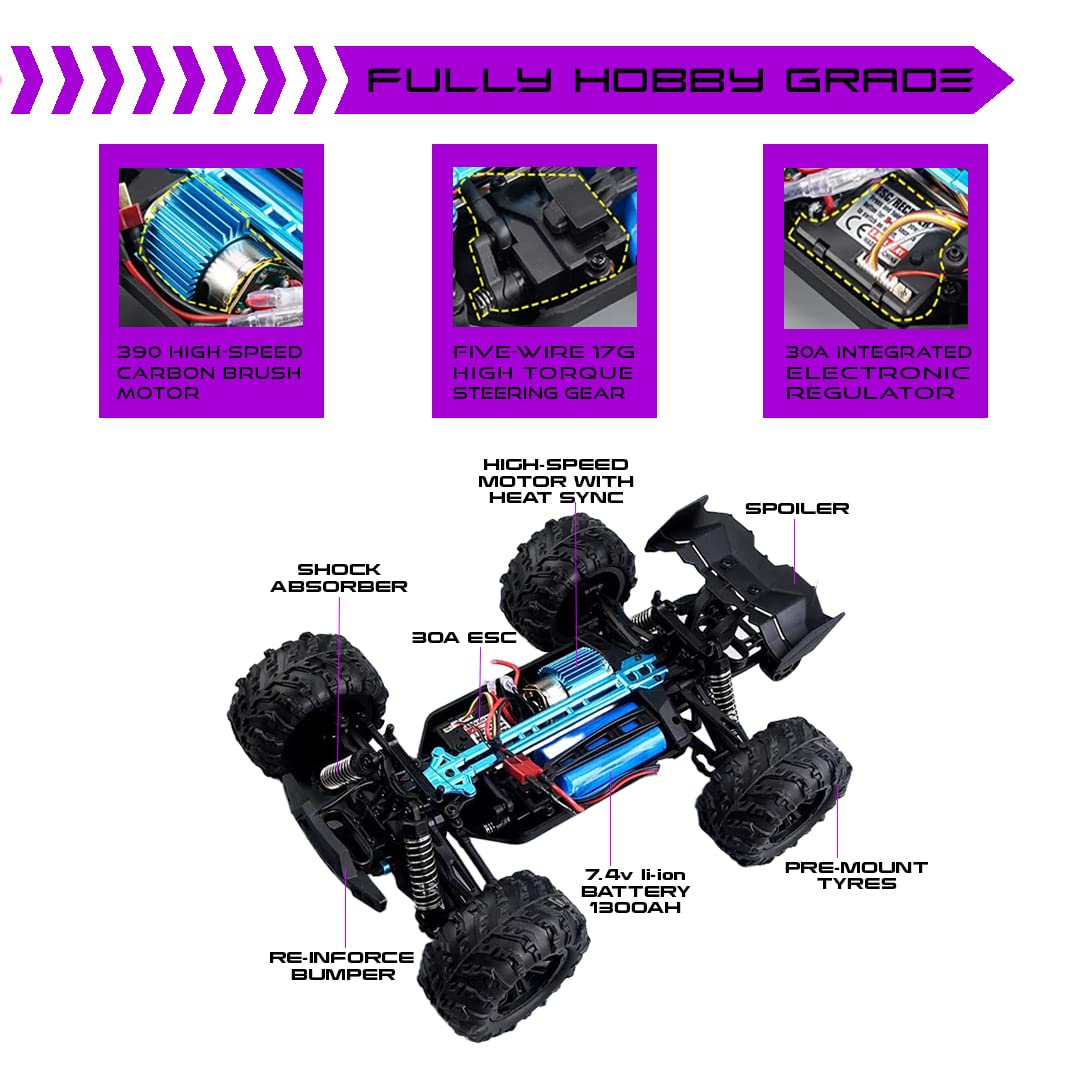 FULLY HOBBY GRADE
390 HIGH-SPEED
CARBON BRUSH
MOTOR
FIVE-WIRE 17G
HIGH TORQUE
STEERING GEAR
30A INTEGRATED
ELECTRONIC
REGULATOR
HIGH-SPEED
MOTOR WITH
HEAT SYNC
SPOILER
SHOCK
ABSORBER
30A ESC
7.4v li-ion
BATTERY
1300AH
PRE-MOUNT
TYRES
RE-INFORCE
BUMPER